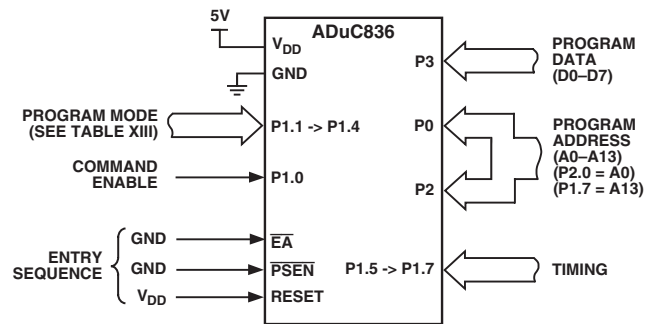 5V
ADuC836
VDD
GND
P3
PROGRAM
DATA
(D0–D7)
PROGRAM MODE
(SEE TABLE XIII)
P1.1 -> P1.4
P0
PROGRAM
ADDRESS
(A0–A13)
(P2.0 = A0)
(P1.7 = A13)
COMMAND
ENABLE
P1.0
P2
ENTRY
SEQUENCE
GND
EA
GND
PSEN
VDD
RESET
P1.5 -> P1.7
TIMING